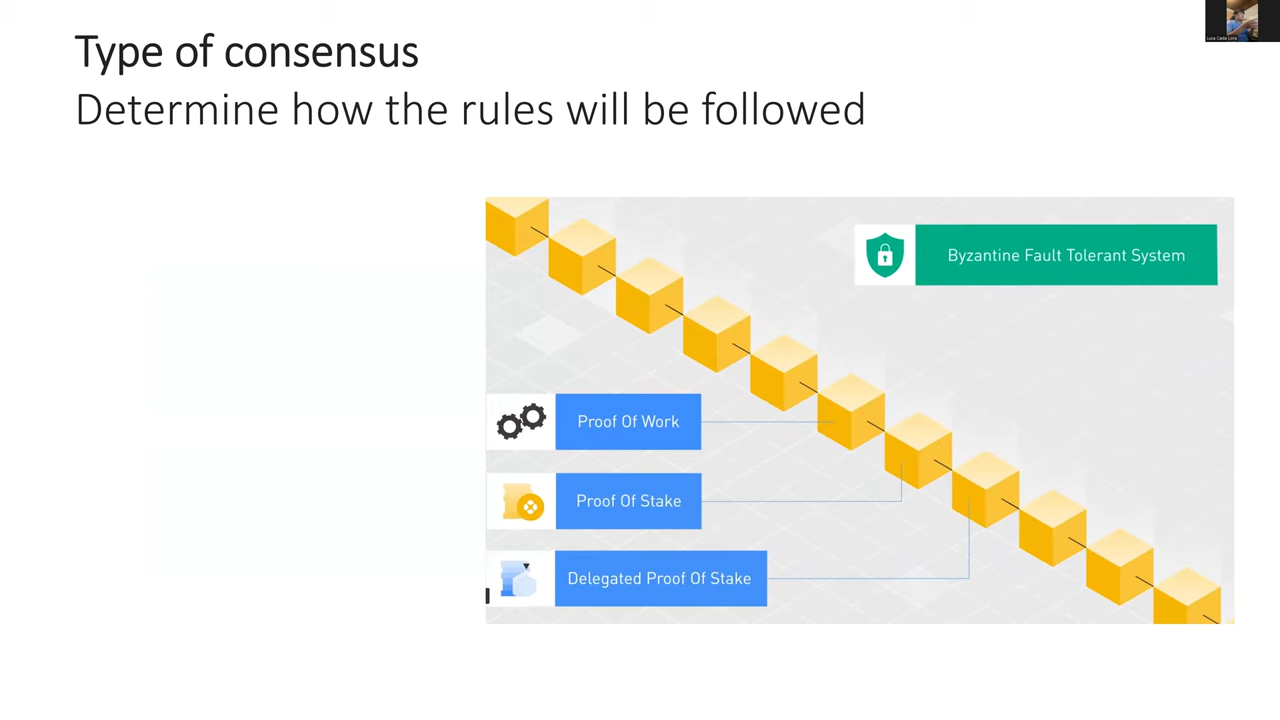 Type of consensus
Determine how the rules will be followed
Byzantine Fault Tolerant System
Proof Of Work
Proof Of Stake
Delegated Proof Of Stake